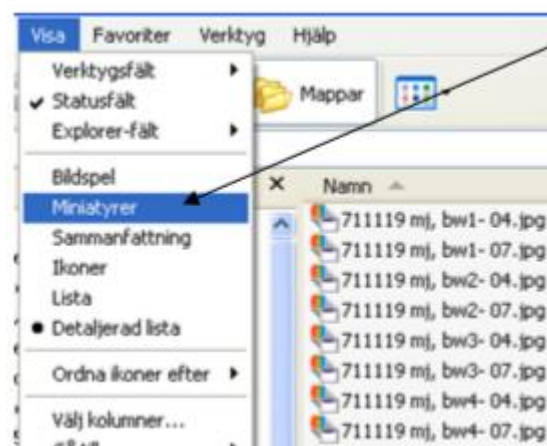 Visa Favoriter Verktyg Hjälp
Verktygsfält
Statusfält
Explorer-fält
Bildspel
Miniatyrer
Sammanfattning
Ikoner
Lista
Detaljerad lista
Ordna ikoner efter
Välj kolumner...
Mappar
Namn
711119 mj, bw1- 04.jpg
711119 mj, bw1- 07.jpg
711119 mj, bw2- 04.jpg
711119 mj, bw2- 07.jpg
711119 mj, bw3- 04.jpg
711119 mj, bw3- 07.jpg
711119 mj, bw4- 04.jpg
711119 mj, bw4- 07.jpg